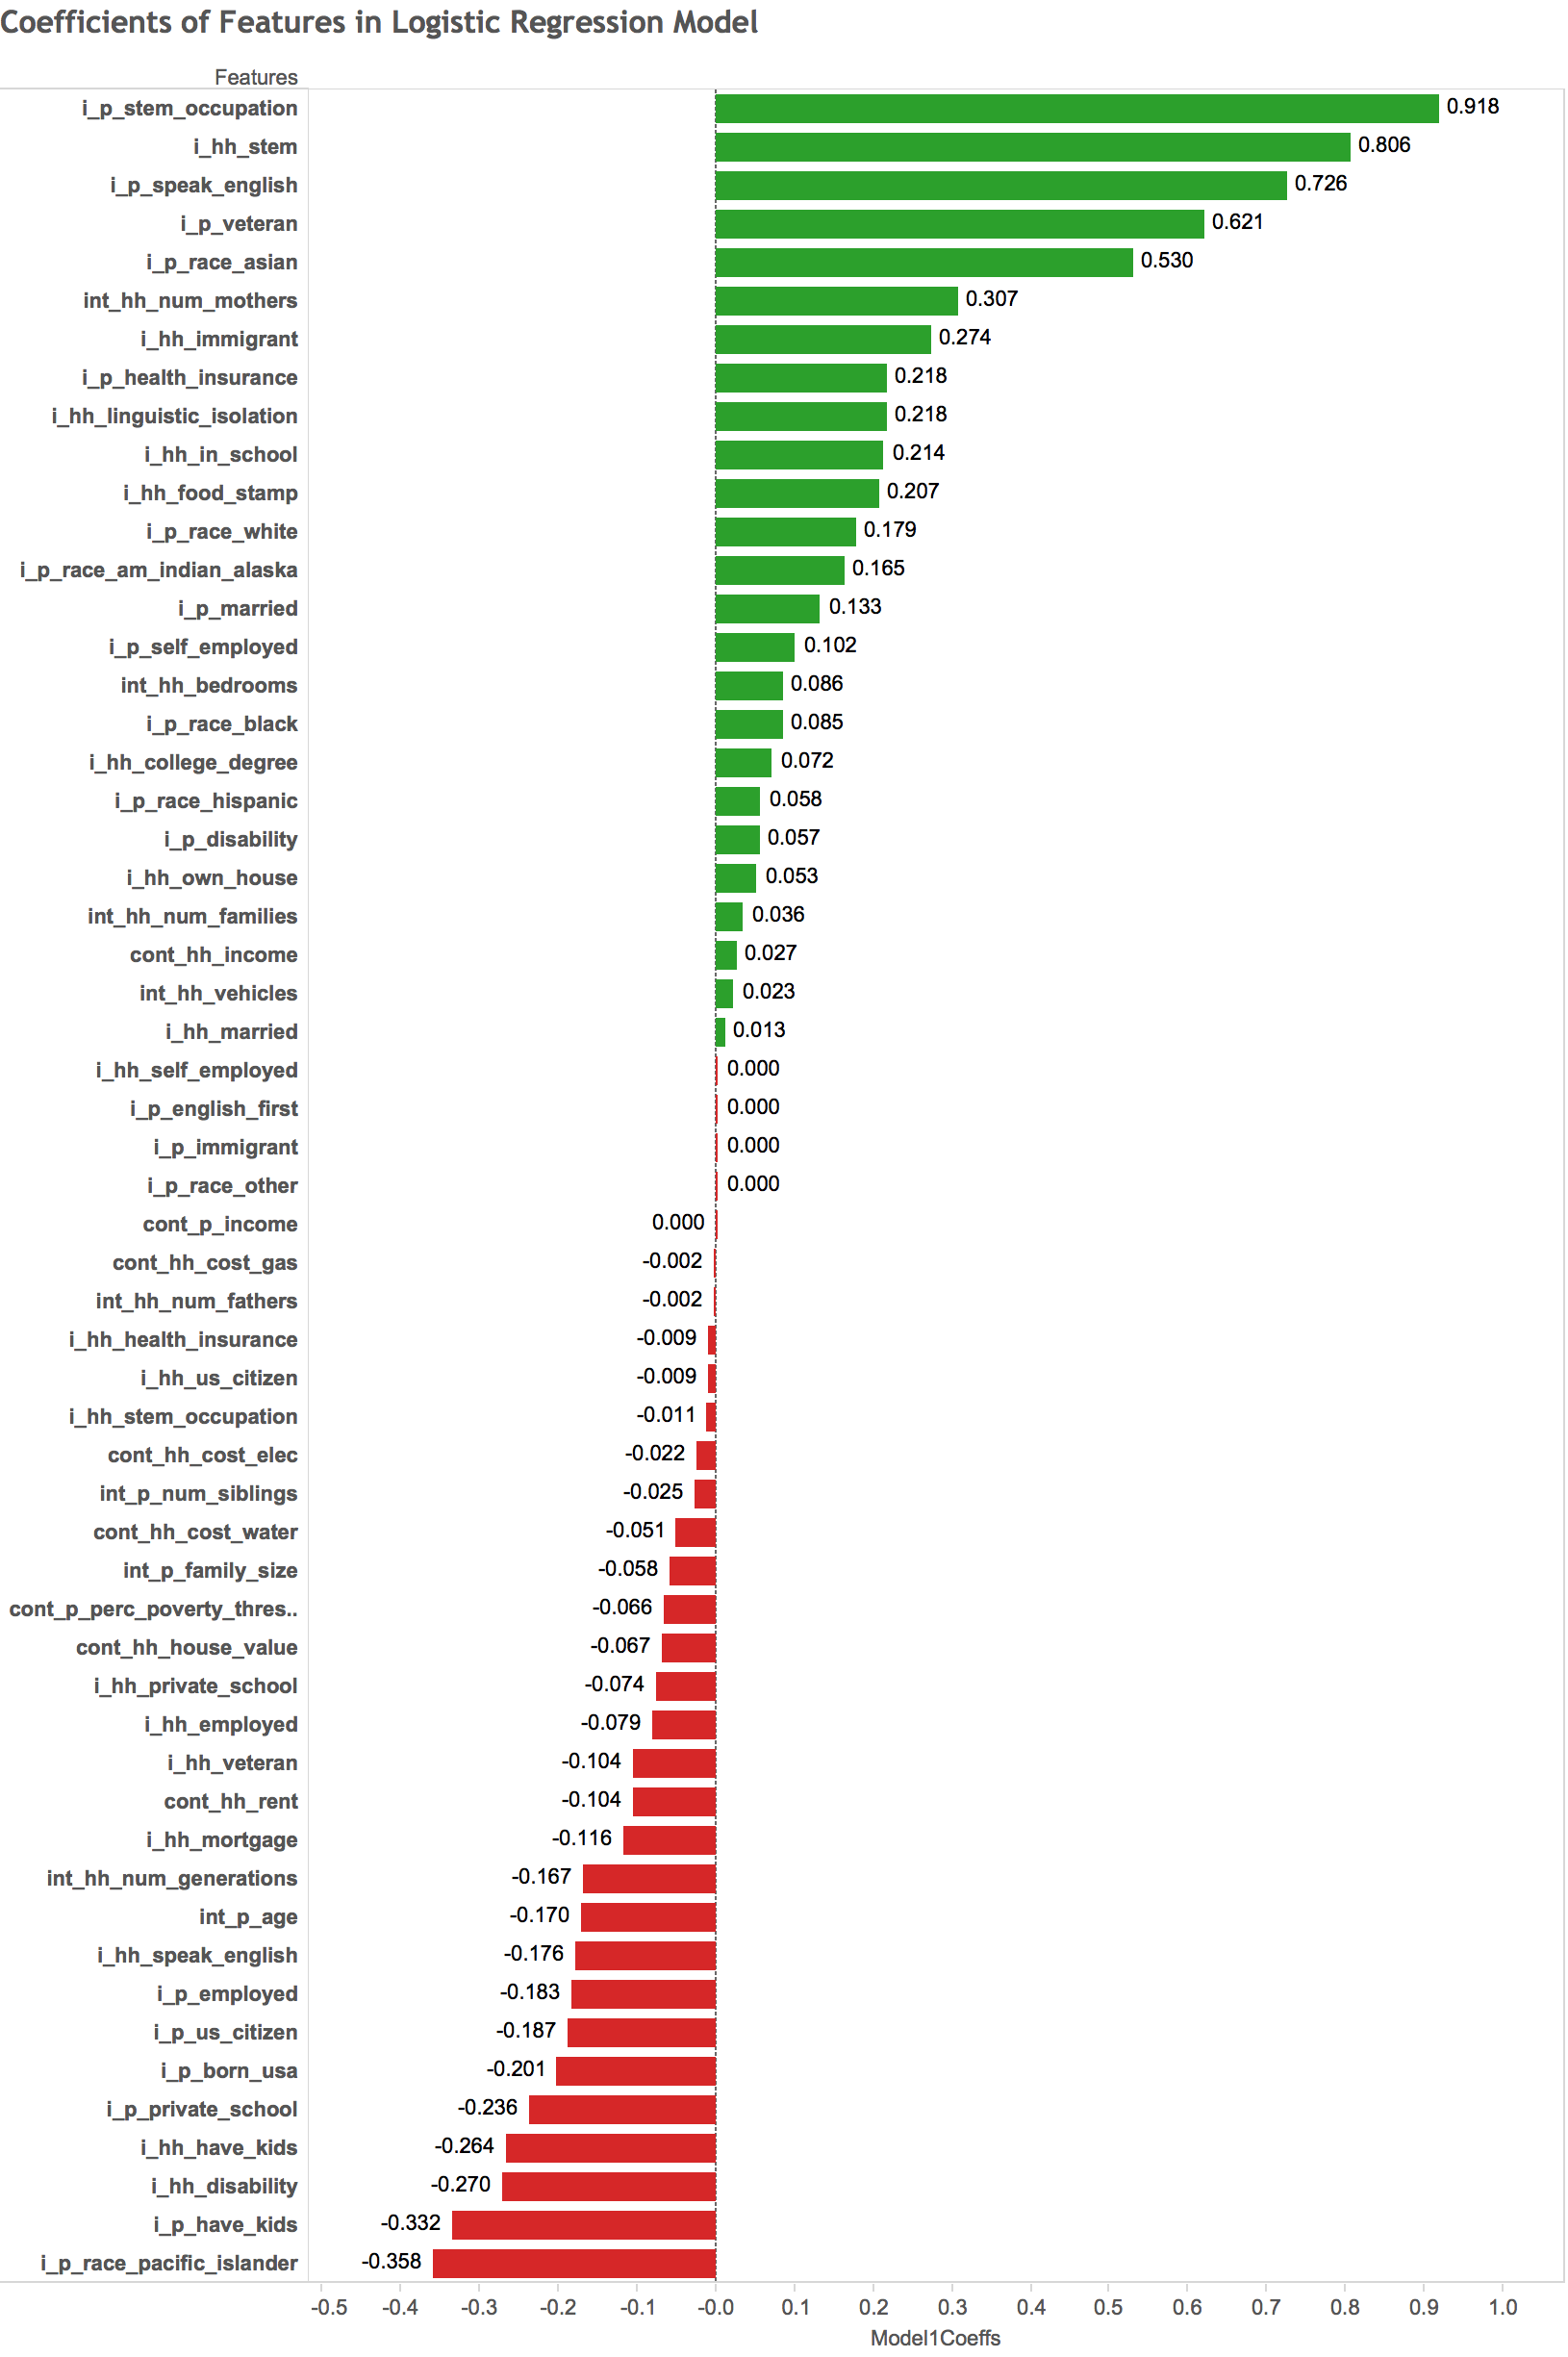 Coefficients of Features in Logistic Regression Model
Features
i_p_stem_occupation 0.918
i_hh_stem 0.806
i_p_speak_english 0.726
i_p_veteran 0.621
i_p_race_asian 0.530
int_hh_num_mothers 0.307
i_hh_immigrant 0.274
i_p_health_insurance 0.218
i_hh_linguistic_isolation 0.218
i_hh_in_school 0.214
i_hh_food_stamp 0.207
i_p_race_white 0.179
i_p_race_am_indian_alaska 0.165
i_p_married 0.133
i_p_self_employed 0.102
int_hh_bedrooms 0.086
i_p_race_black 0.085
i_hh_college_degree 0.072
i_p_race_hispanic 0.058
i_p_disability 0.057
i_hh_own_house 0.053
int_hh_num_families 0.036
cont_hh_income 0.027
int_hh_vehicles 0.023
i_hh_married 0.013
i_hh_self_employed 0.000
i_p_english_first 0.000
i_p_immigrant 0.000
i_p_race_other 0.000
cont_p_income 0.000
cont_hh_cost_gas -0.002
int_hh_num_fathers -0.002
i_hh_health_insurance -0.009
i_hh_us_citizen -0.009
i_hh_stem_occupation -0.011
cont_hh_cost_elec -0.022
int_p_num_siblings -0.025
cont_hh_cost_water -0.051
int_p_family_size -0.058
cont_p_perc_poverty_thres.. -0.066
cont_hh_house_value -0.067
i_hh_private_school -0.074
i_hh_employed -0.079
i_hh_veteran -0.104
cont_hh_rent -0.104
i_hh_mortgage -0.116
int_hh_num_generations -0.167
int_p_age -0.170
i_hh_speak_english -0.176
i_p_employed -0.183
i_p_us_citizen -0.187
i_p_born_usa -0.201
i_p_private_school -0.236
i_hh_have_kids -0.264
i_hh_disability -0.270
i_p_have_kids -0.332
i_p_race_pacific_islander -0.358
-0.5 -0.4 -0.3 -0.2 -0.1 -0.0 0.1 0.2 0.3 0.4 0.5 0.6 0.7 0.8 0.9 1.0
Model1Coeffs